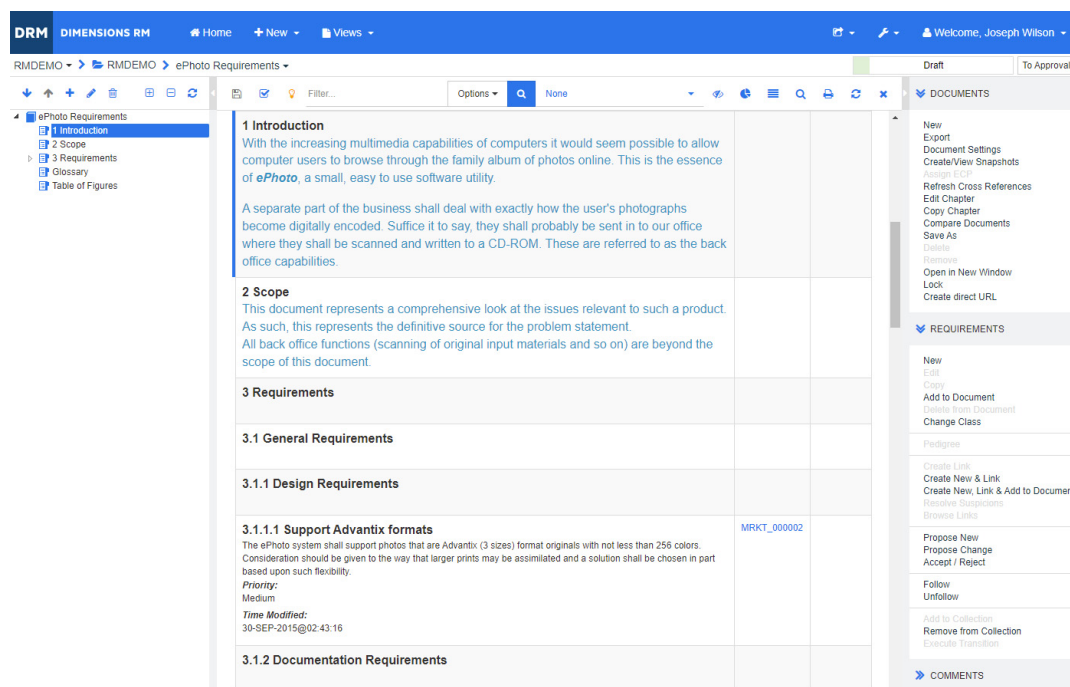 DRM DIMENSIONS RM Home New Views Welcome, Joseph Wilson
RMDEMO RMDEMO ePhoto Requirements Draft To Approval
Filter... Options None
ePhoto Requirements
1 Introduction
2 Scope
3 Requirements
Glossary
Table of Figures
1 Introduction
With the increasing multimedia capabilities of computers it would seem possible to allow
computer users to browse through the family album of photos online. This is the essence
of ePhoto, a small, easy to use software utility.
A separate part of the business shall deal with exactly how the user's photographs
become digitally encoded. Suffice it to say, they shall probably be sent in to our office
where they shall be scanned and written to a CD-ROM. These are referred to as the back
office capabilities.
2 Scope
This document represents a comprehensive look at the issues relevant to such a product.
As such, this represents the definitive source for the problem statement.
All back office functions (scanning of original input materials and so on) are beyond the
scope of this document.
3 Requirements
3.1 General Requirements
3.1.1 Design Requirements
3.1.1.1 Support Advantix formats MRKT_000002
The ePhoto system shall support photos that are Advantix (3 sizes) format originals with not less than 256 colors.
Consideration should be given to the way that larger prints may be assimilated and a solution shall be chosen in part
based upon such flexibility.
Priority:
Medium
Time Modified:
30-SEP-2015@02:43:16
3.1.2 Documentation Requirements
DOCUMENTS
New
Export
Document Settings
Create/View Snapshots
Assign ECP
Refresh Cross References
Edit Chapter
Copy Chapter
Compare Documents
Save As
Delete
Remove
Open in New Window
Lock
Create direct URL
REQUIREMENTS
New
Edit
Copy
Add to Document
Delete from Document
Change Class
Pedigree
Create Link
Create New & Link
Create New, Link & Add to Documen
Resolve Suspicions
Browse Links
Propose New
Propose Change
Accept / Reject
Follow
Unfollow
Add to Collection
Remove from Collection
Execute Transition
COMMENTS